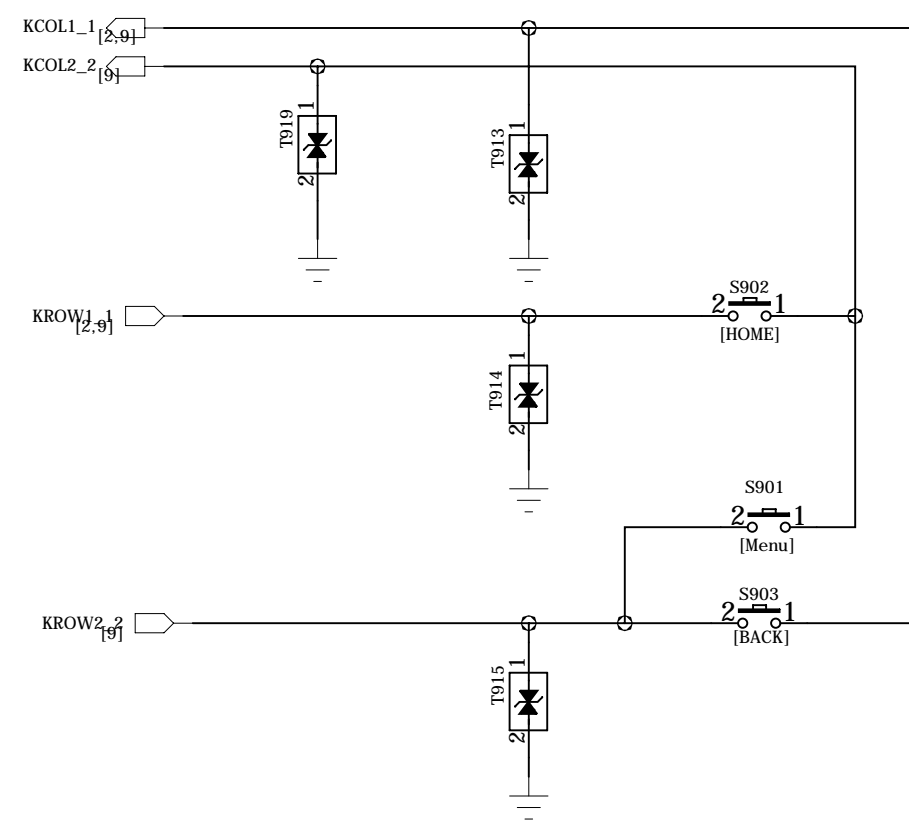 KCOL1_1
[2,9]
KCOL2_2
[9]
1
T919
2
1
T913
2
S902
2
1
[HOME]
KROW1_1
[2,9]
1
T914
2
S901
2
1
[Menu]
S903
2
1
[BACK]
KROW2_2
[9]
1
T915
2